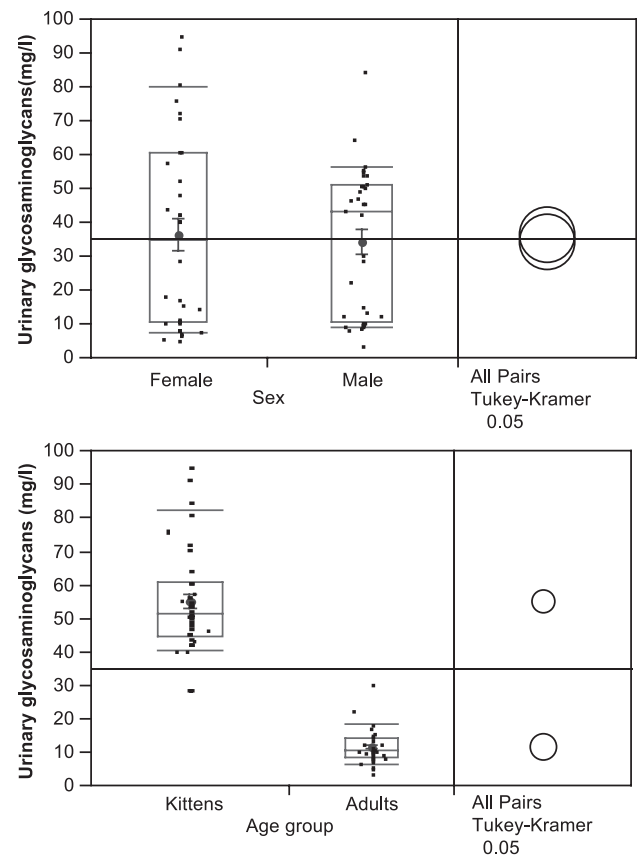 100
90
80
70
60
50
40
30
20
10
0
Urinary glycosaminoglycans(mg/l)
Female
Male
Sex
All Pairs
Tukey-Kramer
0.05
100
90
80
70
60
50
40
30
20
10
0
Urinary glycosaminoglycans (mg/l)
Kittens
Adults
Age group
All Pairs
Tukey-Kramer
0.05